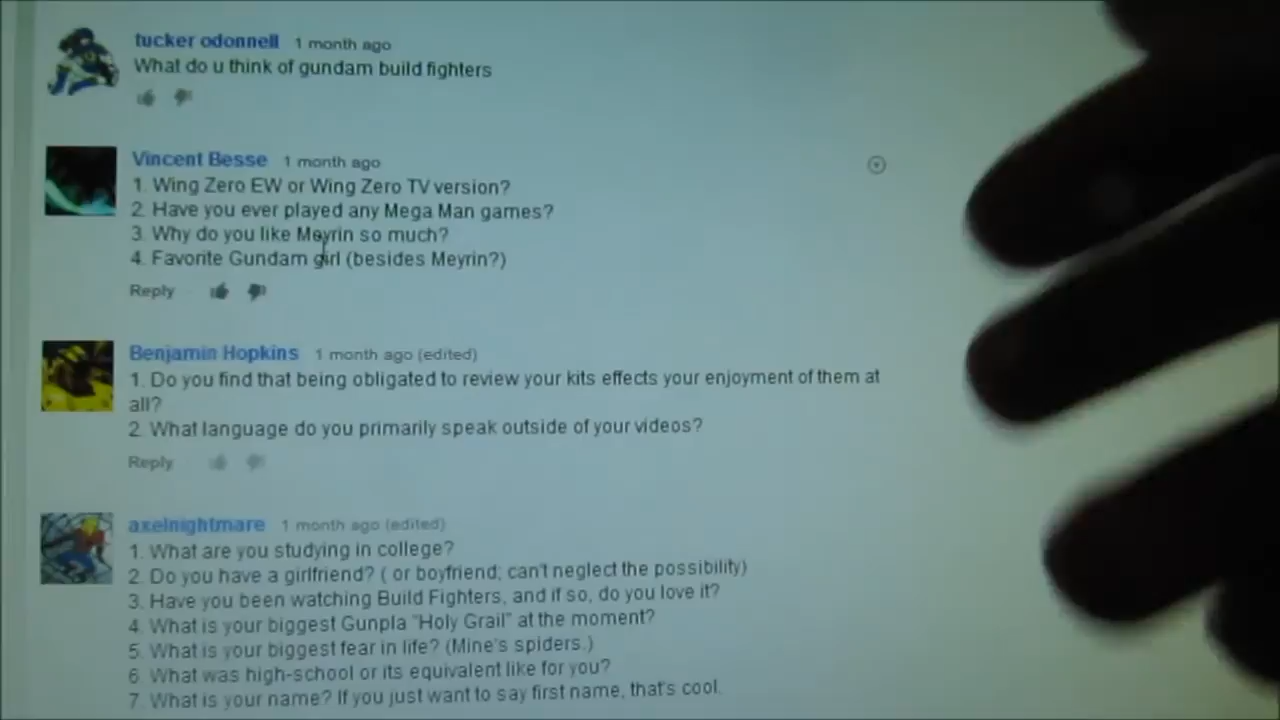 tucker odonnell 1 month ago
What do u think of gundam build fighters
Vincent Besse 1 month ago
1. Wing Zero EW or Wing Zero TV version?
2. Have you ever played any Mega Man games?
3. Why do you like Meyrin so much?
4. Favorite Gundam girl (besides Meyrin?)
Reply
Benjamin Hopkins 1 month ago (edited)
1. Do you find that being obligated to review your kits effects your enjoyment of them at
all?
2. What language do you primarily speak outside of your videos?
Reply
axelnightmare 1 month ago (edited)
1. What are you studying in college?
2. Do you have a girlfriend? ( or boyfriend; can't neglect the possibility)
3. Have you been watching Build Fighters, and if so, do you love it?
4. What is your biggest Gunpla "Holy Grail" at the moment?
5. What is your biggest fear in life? (Mine's spiders.)
6. What was high-school or its equivalent like for you?
7. What is your name? If you just want to say first name, that's cool.